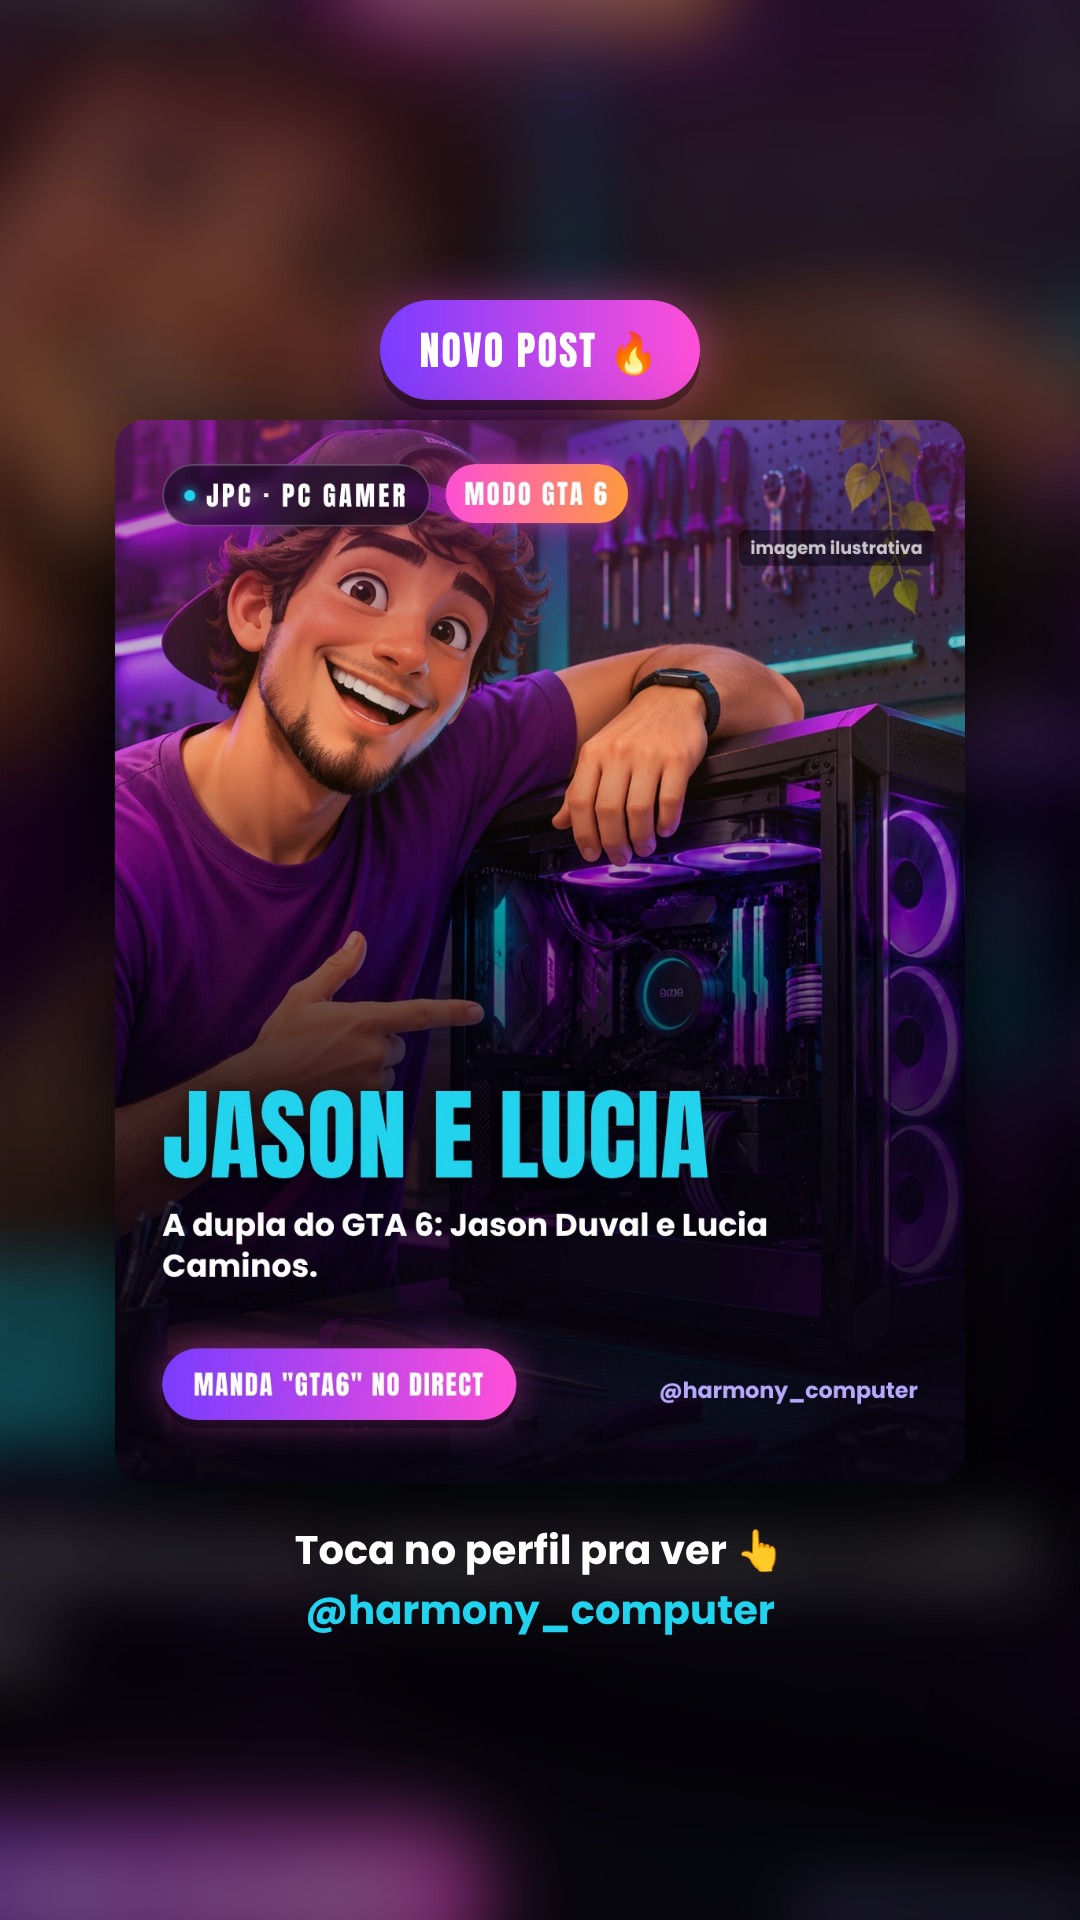 NOVO POST 🔥
JPC · PC GAMER
MODO GTA 6
imagem ilustrativa
JASON E LUCIA
A dupla do GTA 6: Jason Duval e Lucia
Caminos.
MANDA "GTA6" NO DIRECT
@harmony_computer
Toca no perfil pra ver 👆
@harmony_computer